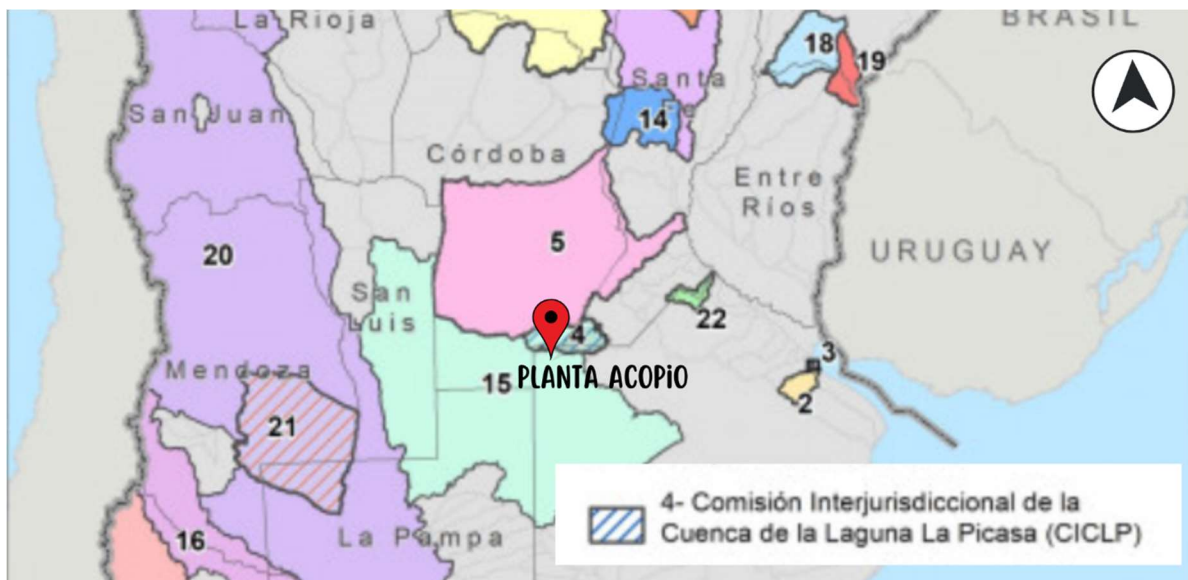 La Rioja
BRASIL
18
19
Santa
San Juan
14
Córdoba
Entre
Ríos
5
20
URUGUAY
San
Luis
22
4
3
Mendoza
15
PLANTA ACOPIO
2
21
4- Comisión Interjurisdiccional de la
Cuenca de la Laguna La Picasa (CICLP)
16
La Pampa